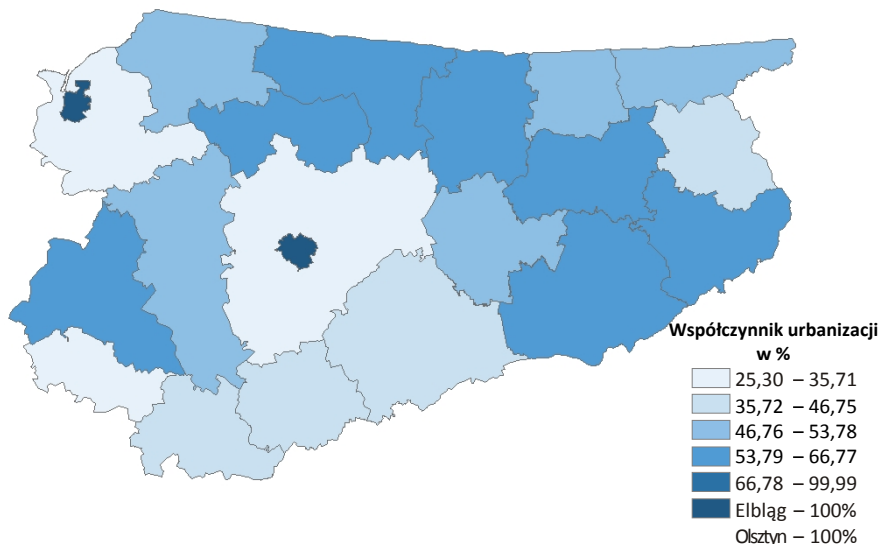 Współczynnik urbanizacji
w %
25,30 – 35,71
35,72 – 46,75
46,76 – 53,78
53,79 – 66,77
66,78 – 99,99
Elbląg – 100%
Olsztyn – 100%